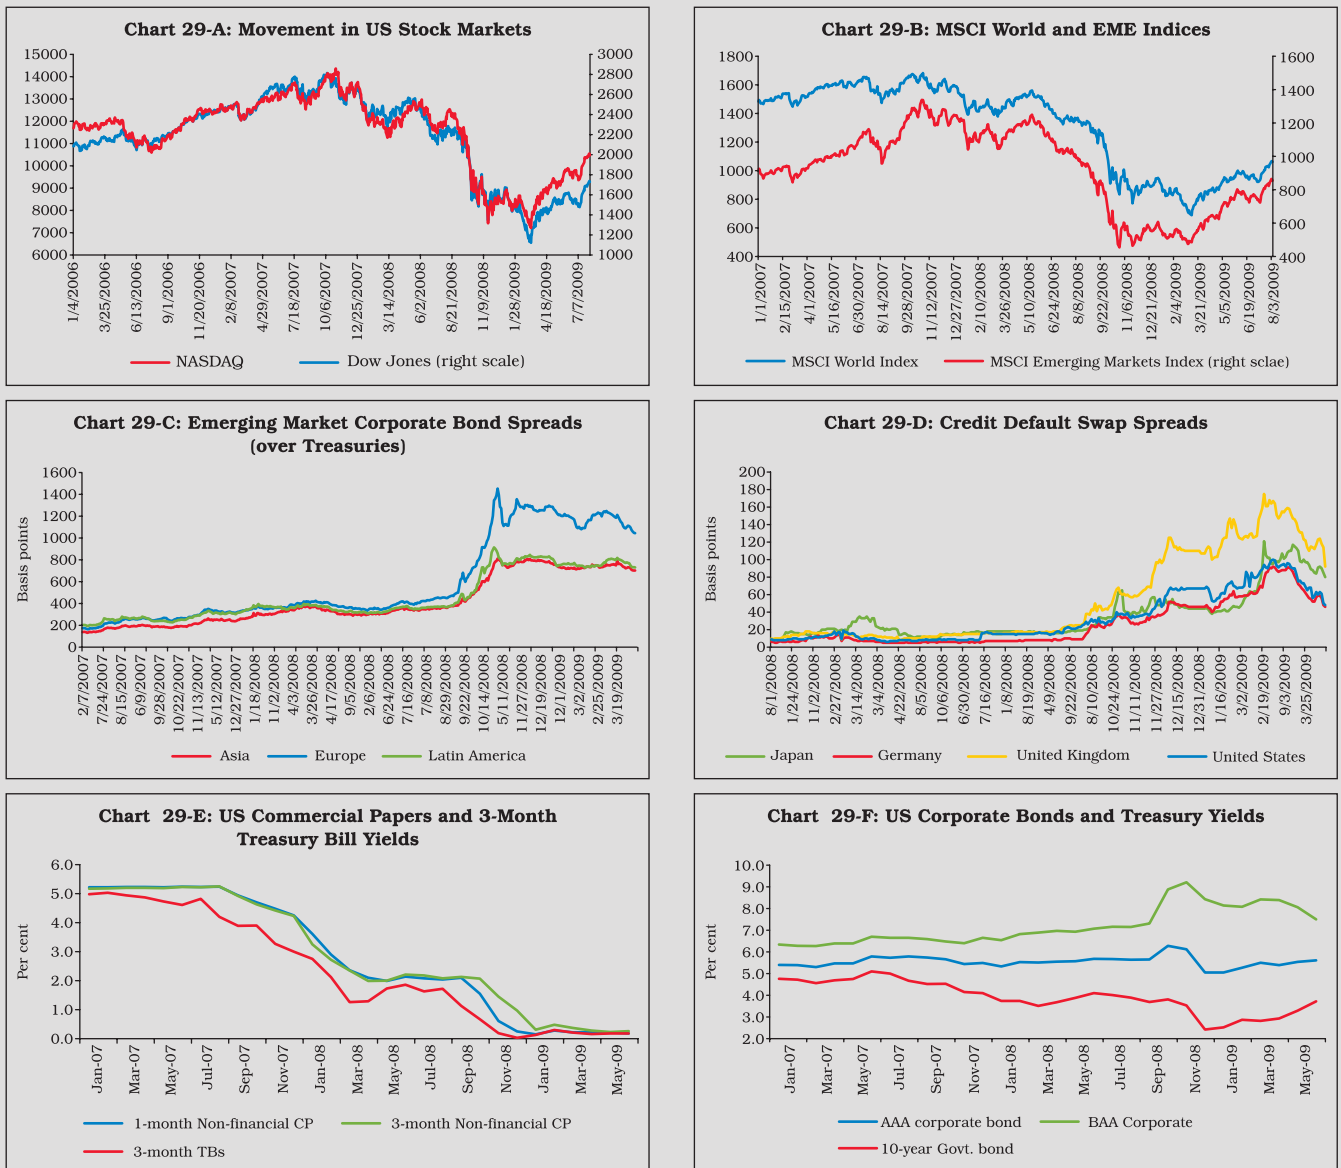 Chart 29-A: Movement in US Stock Markets
15000
14000
13000
12000
11000
10000
9000
8000
7000
6000
3000
2800
2600
2400
2200
2000
1800
1600
1400
1200
1000
1/4/2006
3/25/2006
6/13/2006
9/1/2006
11/20/2006
2/8/2007
4/29/2007
7/18/2007
10/6/2007
12/25/2007
3/14/2008
6/2/2008
8/21/2008
11/9/2008
1/28/2009
4/18/2009
7/7/2009
NASDAQ
Dow Jones (right scale)
Chart 29-B: MSCI World and EME Indices
1800
1600
1400
1200
1000
800
600
400
1600
1400
1200
1000
800
600
400
1/1/2007
2/15/2007
4/1/2007
5/16/2007
6/30/2007
8/14/2007
9/28/2007
11/12/2007
12/27/2007
2/10/2008
3/26/2008
5/10/2008
6/24/2008
8/8/2008
9/22/2008
11/6/2008
12/21/2008
2/4/2009
3/21/2009
5/5/2009
6/19/2009
8/3/2009
MSCI World Index
MSCI Emerging Markets Index (right sclae)
Chart 29-C: Emerging Market Corporate Bond Spreads
(over Treasuries)
Basis points
1600
1400
1200
1000
800
600
400
200
0
2/7/2007
7/24/2007
8/15/2007
6/9/2007
9/28/2007
10/22/2007
11/13/2007
5/12/2007
12/27/2007
1/18/2008
11/2/2008
4/3/2008
3/26/2008
4/17/2008
9/5/2008
2/6/2008
6/24/2008
7/16/2008
7/8/2008
8/29/2008
9/22/2008
10/14/2008
5/11/2008
11/27/2008
12/19/2008
12/1/2009
3/2/2009
2/25/2009
3/19/2009
Asia
Europe
Latin America
Chart 29-D: Credit Default Swap Spreads
Basis points
200
180
160
140
120
100
80
60
40
20
0
8/1/2008
1/24/2008
11/2/2008
2/27/2008
3/14/2008
3/4/2008
4/22/2008
8/5/2008
10/6/2008
6/30/2008
7/16/2008
1/8/2008
8/19/2008
4/9/2008
9/22/2008
8/10/2008
10/24/2008
11/11/2008
11/27/2008
12/15/2008
12/31/2008
1/16/2009
3/2/2009
2/19/2009
9/3/2009
3/25/2009
Japan
Germany
United Kingdom
United States
Chart 29-E: US Commercial Papers and 3-Month
Treasury Bill Yields
Per cent
6.0
5.0
4.0
3.0
2.0
1.0
0.0
Jan-07
Mar-07
May-07
Jul-07
Sep-07
Nov-07
Jan-08
Mar-08
May-08
Jul-08
Sep-08
Nov-08
Jan-09
Mar-09
May-09
1-month Non-financial CP
3-month Non-financial CP
3-month TBs
Chart 29-F: US Corporate Bonds and Treasury Yields
Per cent
10.0
9.0
8.0
7.0
6.0
5.0
4.0
3.0
2.0
Jan-07
Mar-07
May-07
Jul-07
Sep-07
Nov-07
Jan-08
Mar-08
May-08
Jul-08
Sep-08
Nov-08
Jan-09
Mar-09
May-09
AAA corporate bond
BAA Corporate
10-year Govt. bond